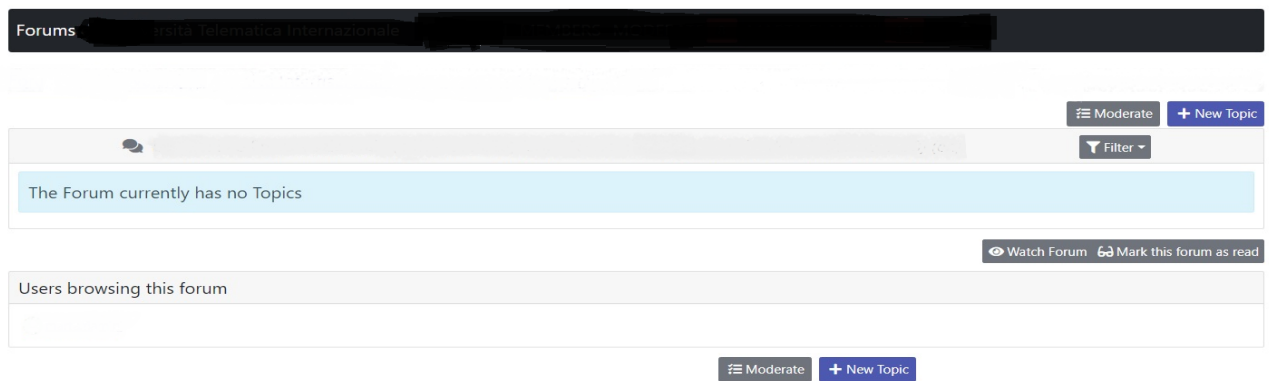 Forums
Telematica Internazionale
Moderate New Topic
Filter
The Forum currently has no Topics
Watch Forum Mark this forum as read
Users browsing this forum
Moderate New Topic